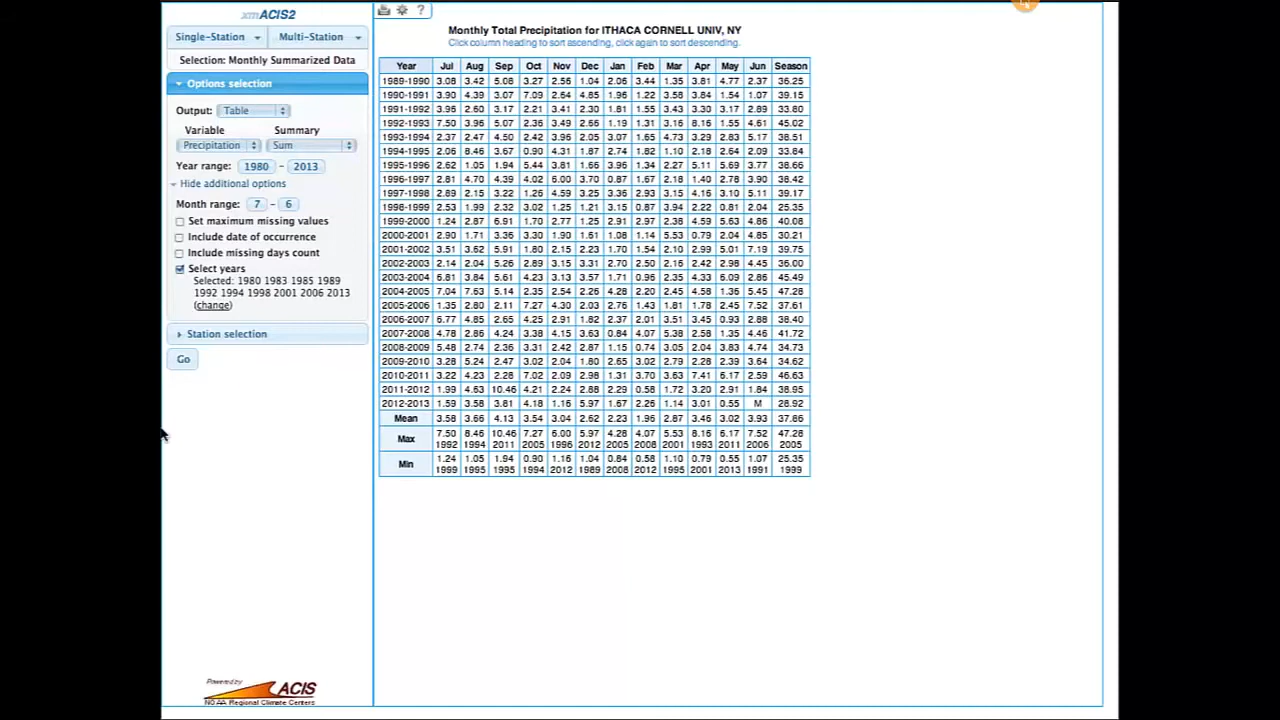 xmACIS2
Single-Station Multi-Station
Selection: Monthly Summarized Data
Options selection
Output: Table
Variable Summary
Precipitation Sum
Year range: 1980 - 2013
Hide additional options
Month range: 7 - 6
Set maximum missing values
Include date of occurrence
Include missing days count
Select years
Selected: 1980 1983 1985 1989
1992 1994 1998 2001 2006 2013
(change)
Station selection
Go
Powered by
ACIS
NOAA Regional Climate Centers
?
Monthly Total Precipitation for ITHACA CORNELL UNIV, NY
Click column heading to sort ascending, click again to sort descending.
Year Jul Aug Sep Oct Nov Dec Jan Feb Mar Apr May Jun Season
1989-1990 3.08 3.42 5.08 3.27 2.56 1.04 2.06 3.44 1.35 3.81 4.77 2.37 36.25
1990-1991 3.90 4.39 3.07 7.09 2.64 4.85 1.96 1.22 3.58 3.84 1.54 1.07 39.15
1991-1992 3.96 2.60 3.17 2.21 3.41 2.30 1.81 1.55 3.43 3.30 3.17 2.89 33.80
1992-1993 7.50 3.96 5.07 2.36 3.49 2.66 1.19 1.31 3.16 8.16 1.55 4.61 45.02
1993-1994 2.37 2.47 4.50 2.42 3.96 2.05 3.07 1.65 4.73 3.29 2.83 5.17 38.51
1994-1995 2.06 8.46 3.67 0.90 4.31 1.87 2.74 1.82 1.10 2.18 2.64 2.09 33.84
1995-1996 2.62 1.05 1.94 5.44 3.81 1.66 3.96 1.34 2.27 5.11 5.69 3.77 38.66
1996-1997 2.81 4.70 4.39 4.02 6.00 3.70 0.87 1.67 2.18 1.40 2.78 3.90 38.42
1997-1998 2.89 2.15 3.22 1.26 4.59 3.25 3.36 2.93 3.15 4.16 3.10 5.11 39.17
1998-1999 2.53 1.99 2.32 3.02 1.25 1.21 3.15 0.87 3.94 2.22 0.81 2.04 25.35
1999-2000 1.24 2.87 6.91 1.70 2.77 1.25 2.91 2.97 2.38 4.59 5.63 4.86 40.08
2000-2001 2.90 1.71 3.36 3.30 1.90 1.61 1.08 1.14 5.53 0.79 2.04 4.85 30.21
2001-2002 3.51 3.62 5.91 1.80 2.15 2.23 1.70 1.54 2.10 2.99 5.01 7.19 39.75
2002-2003 2.14 2.04 5.26 2.89 3.15 3.31 2.70 2.50 2.16 2.42 2.98 4.45 36.00
2003-2004 6.81 3.84 5.61 4.23 3.13 3.57 1.71 0.96 2.35 4.33 6.09 2.86 45.49
2004-2005 7.04 7.63 5.14 2.35 2.54 2.26 4.28 2.20 2.45 4.58 1.36 5.45 47.28
2005-2006 1.35 2.80 2.11 7.27 4.30 2.03 2.76 1.43 1.81 1.78 2.45 7.52 37.61
2006-2007 6.77 4.85 2.65 4.25 2.91 1.82 2.37 2.01 3.51 3.45 0.93 2.88 38.40
2007-2008 4.78 2.86 4.24 3.38 4.15 3.63 0.84 4.07 5.38 2.58 1.35 4.46 41.72
2008-2009 5.48 2.74 2.36 3.31 2.42 2.87 1.15 0.74 3.05 2.04 3.83 4.74 34.73
2009-2010 3.28 5.24 2.47 3.02 2.04 1.80 2.65 3.02 2.79 2.28 2.39 3.64 34.62
2010-2011 3.22 4.23 2.28 7.02 2.09 2.98 1.31 3.70 3.63 7.41 6.17 2.59 46.63
2011-2012 1.99 4.63 10.46 4.21 2.24 2.88 2.29 0.58 1.72 3.20 2.91 1.84 38.95
2012-2013 1.59 3.58 3.81 4.18 1.16 5.97 1.67 2.26 1.14 3.01 0.55 M 28.92
Mean 3.58 3.66 4.13 3.54 3.04 2.62 2.23 1.96 2.87 3.46 3.02 3.93 37.86
Max 7.50 8.46 10.46 7.27 6.00 5.97 4.28 4.07 5.53 8.16 6.17 7.52 47.28
1992 1994 2011 2005 1996 2012 2005 2008 2001 1993 2011 2006 2005
Min 1.24 1.05 1.94 0.90 1.16 1.04 0.84 0.58 1.10 0.79 0.55 1.07 25.35
1999 1995 1995 1994 2012 1989 2008 2012 1995 2001 2013 1991 1999